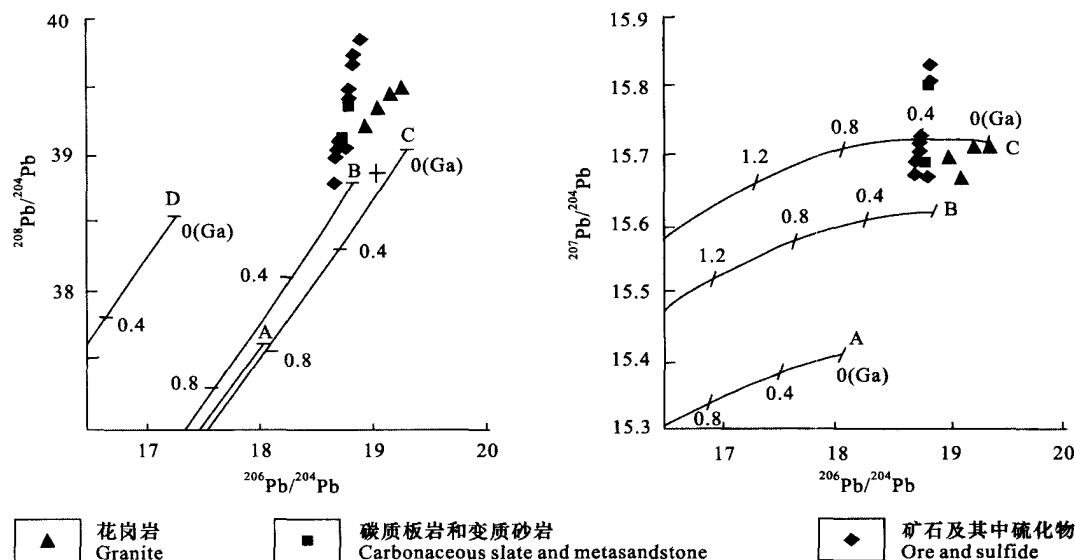 40
39
38
²⁰⁸Pb/²⁰⁴Pb
D
0(Ga)
0.4
B
C
0(Ga)
0.4
0.4
A
0.8
0.8
17
18
19
20
²⁰⁶Pb/²⁰⁴Pb
15.9
15.8
15.7
15.6
15.5
15.4
15.3
²⁰⁷Pb/²⁰⁴Pb
0.4
0(Ga)
0.8
C
1.2
0.4
B
0.8
1.2
A
0(Ga)
0.4
0.8
17
18
19
20
²⁰⁶Pb/²⁰⁴Pb
花岗岩
Granite
碳质板岩和变质砂岩
Carbonaceous slate and metasandstone
矿石及其中硫化物
Ore and sulfide